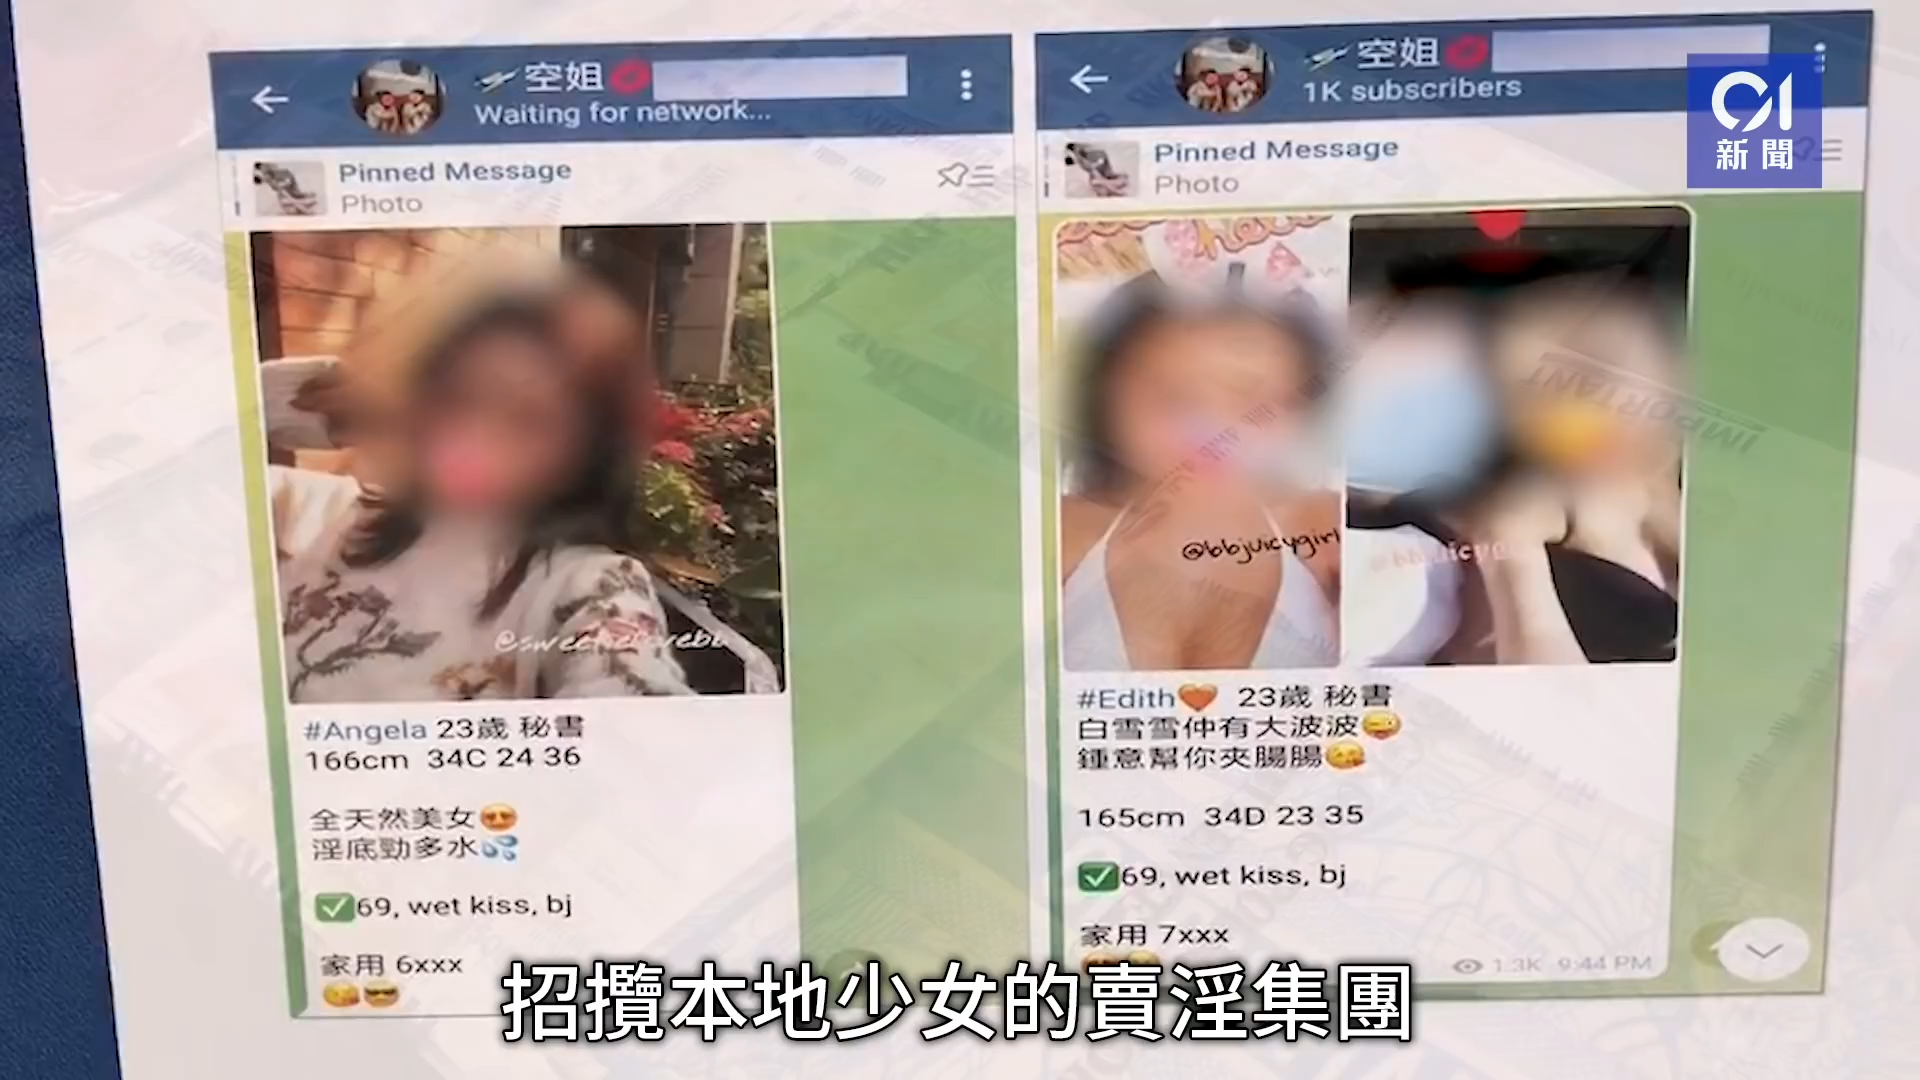 空姐
Waiting for network...
Pinned Message
Photo
#Angela 23歲 秘書
166cm 34C 24 36
全天然美女
淫底勁多水
69, wet kiss, bj
家用 6xxx
空姐
1K subscribers
Pinned Message
Photo
@bbjuicygirl
#Edith 23歲 秘書
白雪雪仲有大波波
鍾意幫你夾腸腸
165cm 34D 23 35
69, wet kiss, bj
家用 7xxx
1.3K 9:44 PM
01
新聞
IMPORTANT
招攬本地少女的賣淫集團